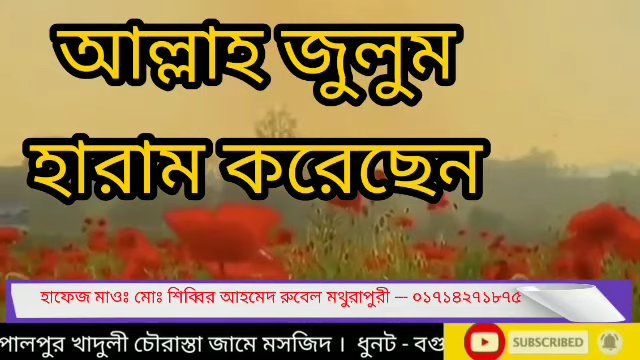 আল্লাহ জুলুম
হারাম করেছেন
হাফেজ মাওঃ মোঃ শিব্বির আহমেদ রুবেল মথুরাপুরী --- ০১৭১৪২৭১৮৭৫
পালপুর খাদুলী চৌরাস্তা জামে মসজিদ । ধুনট - বগু
SUBSCRIBED